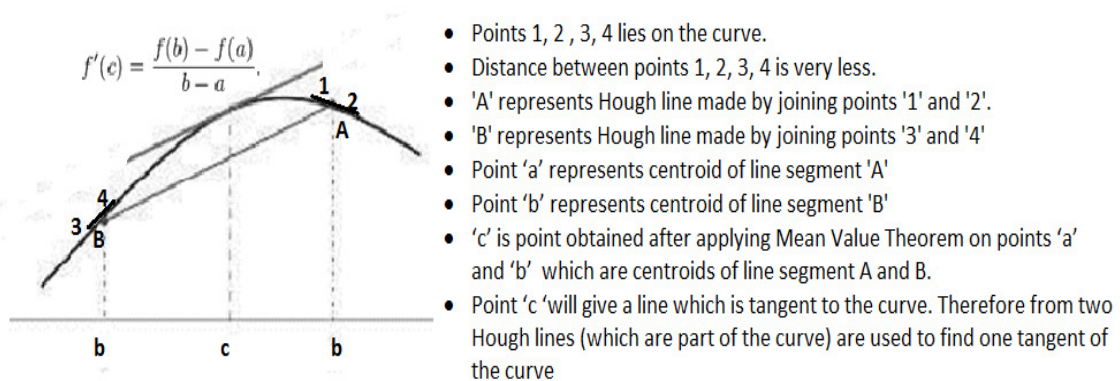 f′(c) = f(b) − f(a) / b − a .
1
2
A
4
3
B
b c b
• Points 1, 2 , 3, 4 lies on the curve.
• Distance between points 1, 2, 3, 4 is very less.
• 'A' represents Hough line made by joining points '1' and '2'.
• 'B' represents Hough line made by joining points '3' and '4'
• Point ‘a’ represents centroid of line segment 'A'
• Point ‘b’ represents centroid of line segment 'B'
• ‘c’ is point obtained after applying Mean Value Theorem on points ‘a’
and ‘b’ which are centroids of line segment A and B.
• Point ‘c ‘will give a line which is tangent to the curve. Therefore from two
Hough lines (which are part of the curve) are used to find one tangent of
the curve